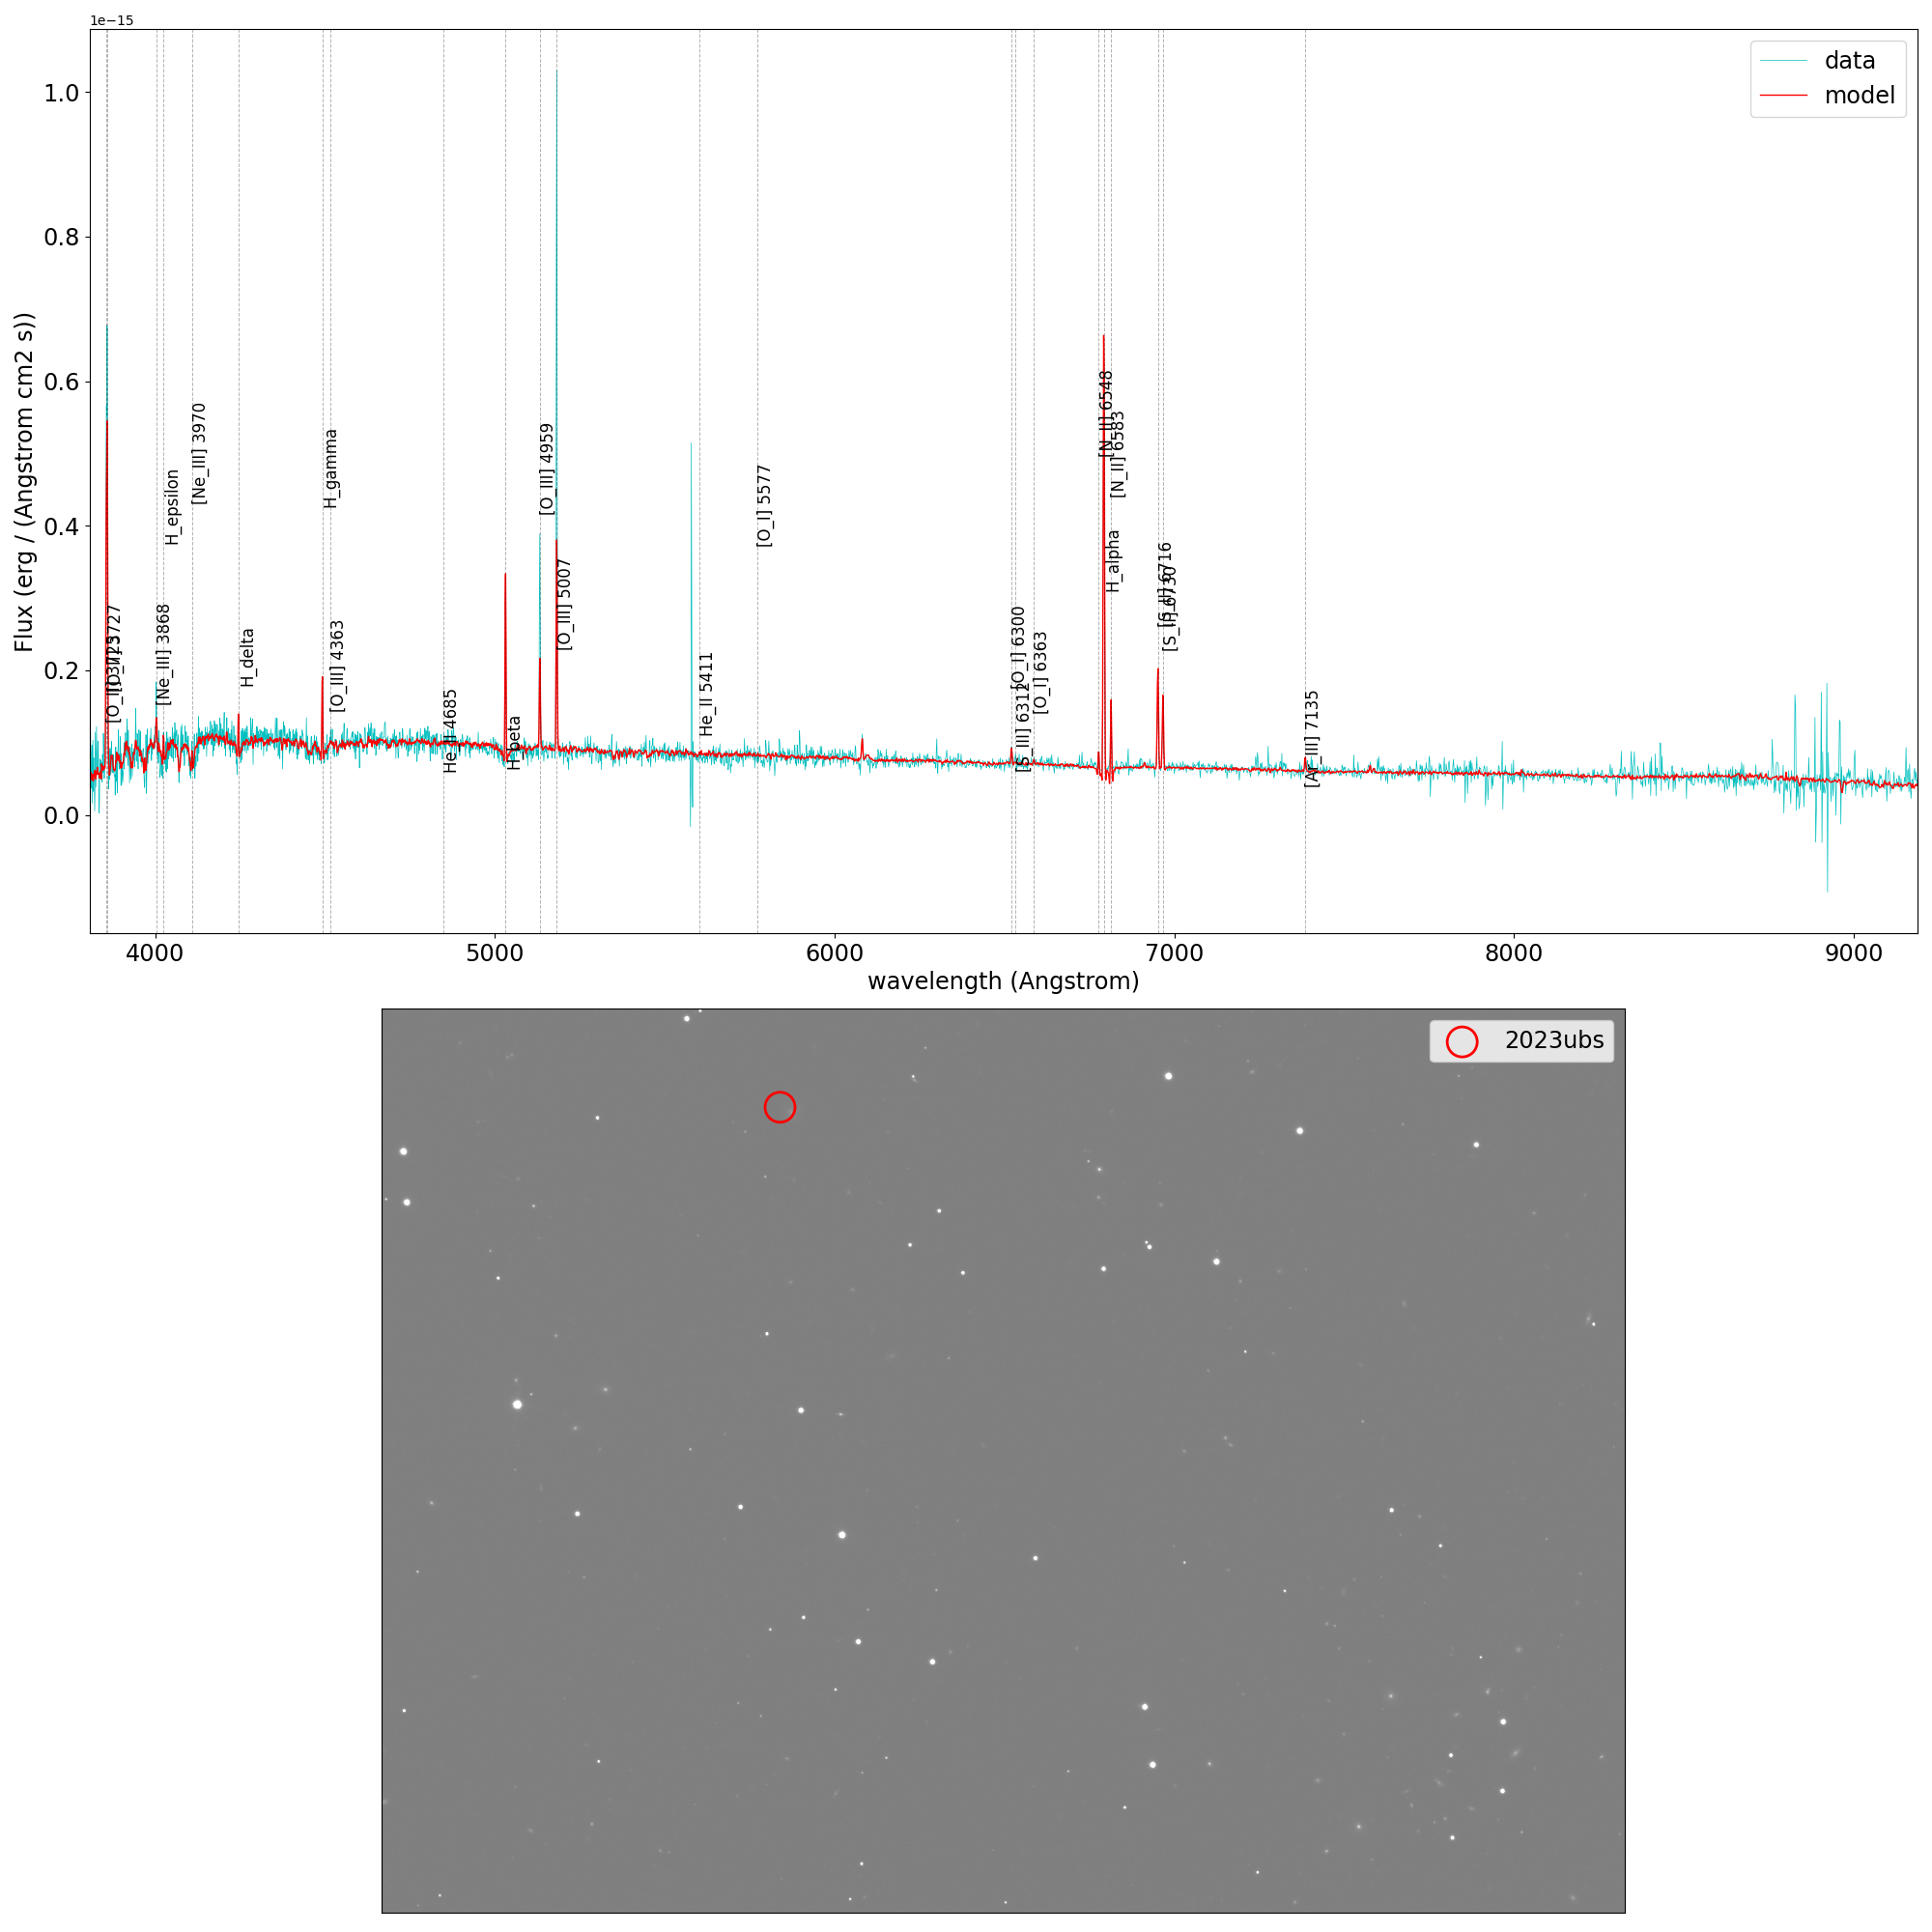 1e−15
data
model
1.0
0.8
0.6
0.4
0.2
0.0
Flux (erg / (Angstrom cm2 s))
[Ne_III] 3868
H_epsilon
[Ne_III] 3970
H_delta
H_gamma
[O_III] 4363
He_II 4685
H_beta
[O_III] 4959
[O_III] 5007
He_II 5411
[O_I] 5577
[O_I] 6300
[S_III] 6312
[O_I] 6363
[N_II] 6548
H_alpha
[N_II] 6583
[S_II] 6716
[S_II] 6730
[Ar_III] 7135
4000 5000 6000 7000 8000 9000
wavelength (Angstrom)
2023ubs